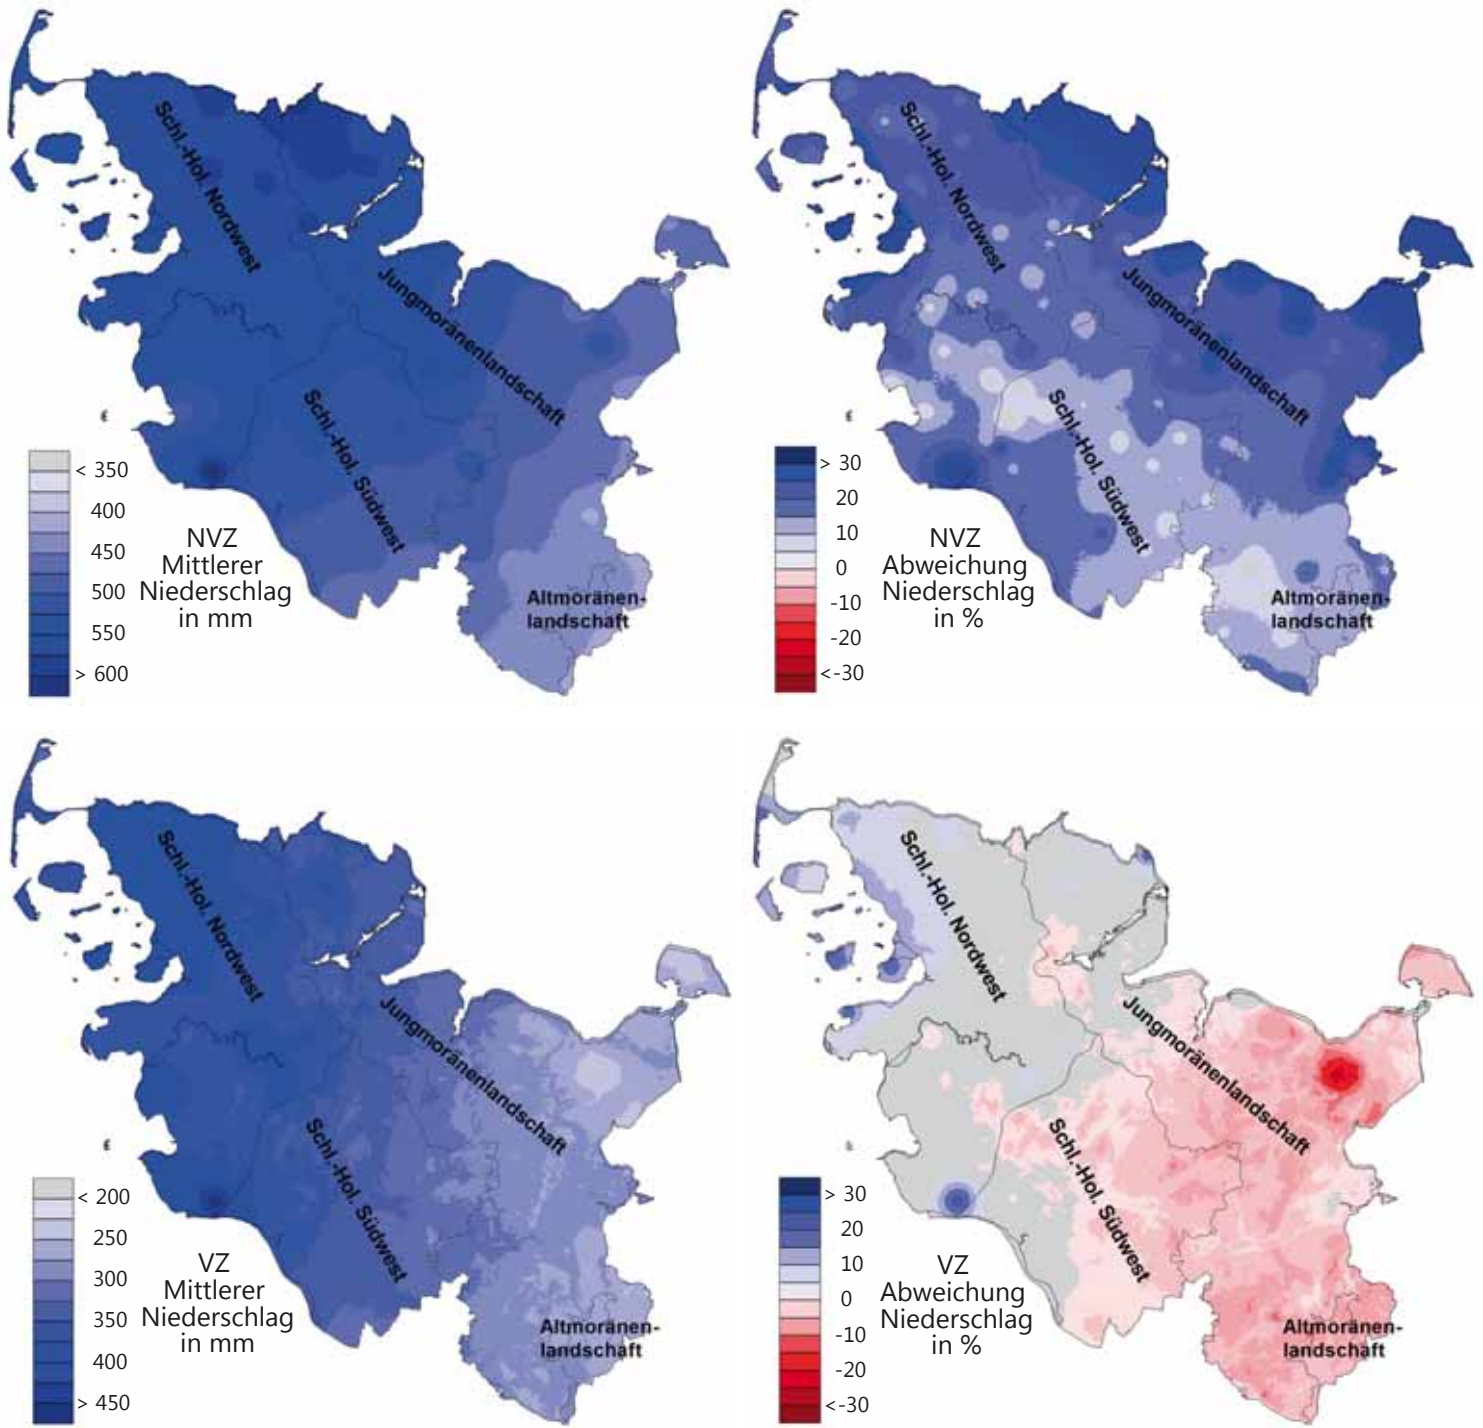 Schl.-Hol. Nordwest
Jungmoränenlandschaft
Schl.-Hol. Südwest
Altmoränen-
landschaft
< 350
400
450
500
550
> 600
NVZ
Mittlerer
Niederschlag
in mm
Schl.-Hol. Nordwest
Jungmoränenlandschaft
Schl.-Hol. Südwest
Altmoränen-
landschaft
> 30
20
10
0
-10
-20
<-30
NVZ
Abweichung
Niederschlag
in %
Schl.-Hol. Nordwest
Jungmoränenlandschaft
Schl.-Hol. Südwest
Altmoränen-
landschaft
< 200
250
300
350
400
> 450
VZ
Mittlerer
Niederschlag
in mm
Schl.-Hol. Nordwest
Jungmoränenlandschaft
Schl.-Hol. Südwest
Altmoränen-
landschaft
> 30
20
10
0
-10
-20
<-30
VZ
Abweichung
Niederschlag
in %